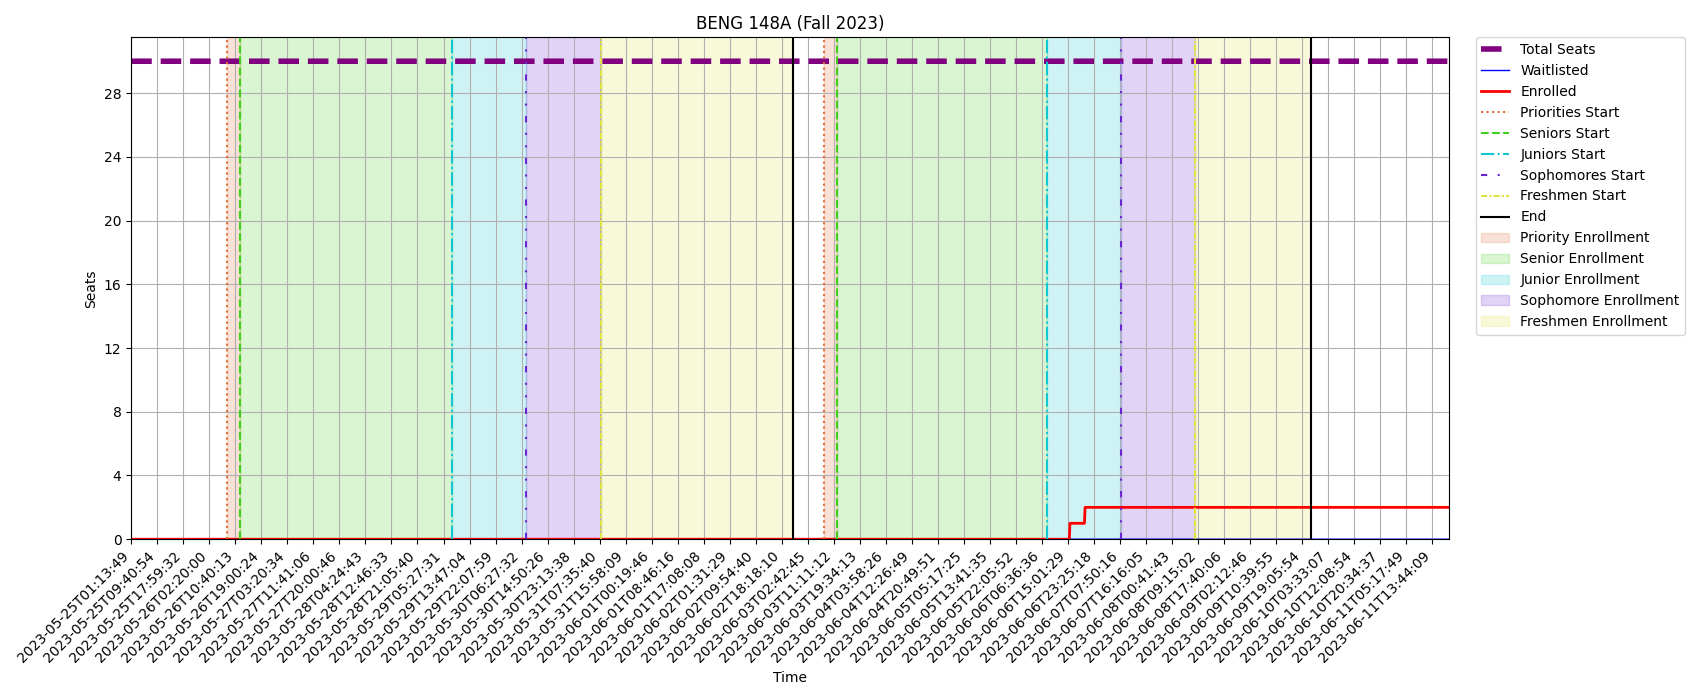 BENG 148A (Fall 2023)
Seats
28
24
20
16
12
8
4
0
2023-05-25T01:13:49
2023-05-25T09:40:54
2023-05-25T17:59:32
2023-05-26T02:20:00
2023-05-26T10:40:13
2023-05-26T19:00:24
2023-05-27T03:20:34
2023-05-27T11:41:06
2023-05-27T20:00:46
2023-05-28T04:24:43
2023-05-28T12:46:33
2023-05-28T21:05:40
2023-05-29T05:27:31
2023-05-29T13:47:04
2023-05-29T22:07:59
2023-05-30T06:27:32
2023-05-30T14:50:26
2023-05-30T23:13:38
2023-05-31T07:35:40
2023-05-31T15:58:09
2023-06-01T00:19:46
2023-06-01T08:46:16
2023-06-01T17:08:08
2023-06-02T01:31:29
2023-06-02T09:54:40
2023-06-02T18:18:10
2023-06-03T02:42:45
2023-06-03T11:11:12
2023-06-03T19:34:13
2023-06-04T03:58:26
2023-06-04T12:26:49
2023-06-04T20:49:51
2023-06-05T05:17:25
2023-06-05T13:41:35
2023-06-05T22:05:52
2023-06-06T06:36:36
2023-06-06T15:01:29
2023-06-06T23:25:18
2023-06-07T07:50:16
2023-06-07T16:16:05
2023-06-08T00:41:43
2023-06-08T09:15:02
2023-06-08T17:40:06
2023-06-09T02:12:46
2023-06-09T10:39:55
2023-06-09T19:05:54
2023-06-10T03:33:07
2023-06-10T12:08:54
2023-06-10T20:34:37
2023-06-11T05:17:49
2023-06-11T13:44:09
Time
Total Seats
Waitlisted
Enrolled
Priorities Start
Seniors Start
Juniors Start
Sophomores Start
Freshmen Start
End
Priority Enrollment
Senior Enrollment
Junior Enrollment
Sophomore Enrollment
Freshmen Enrollment